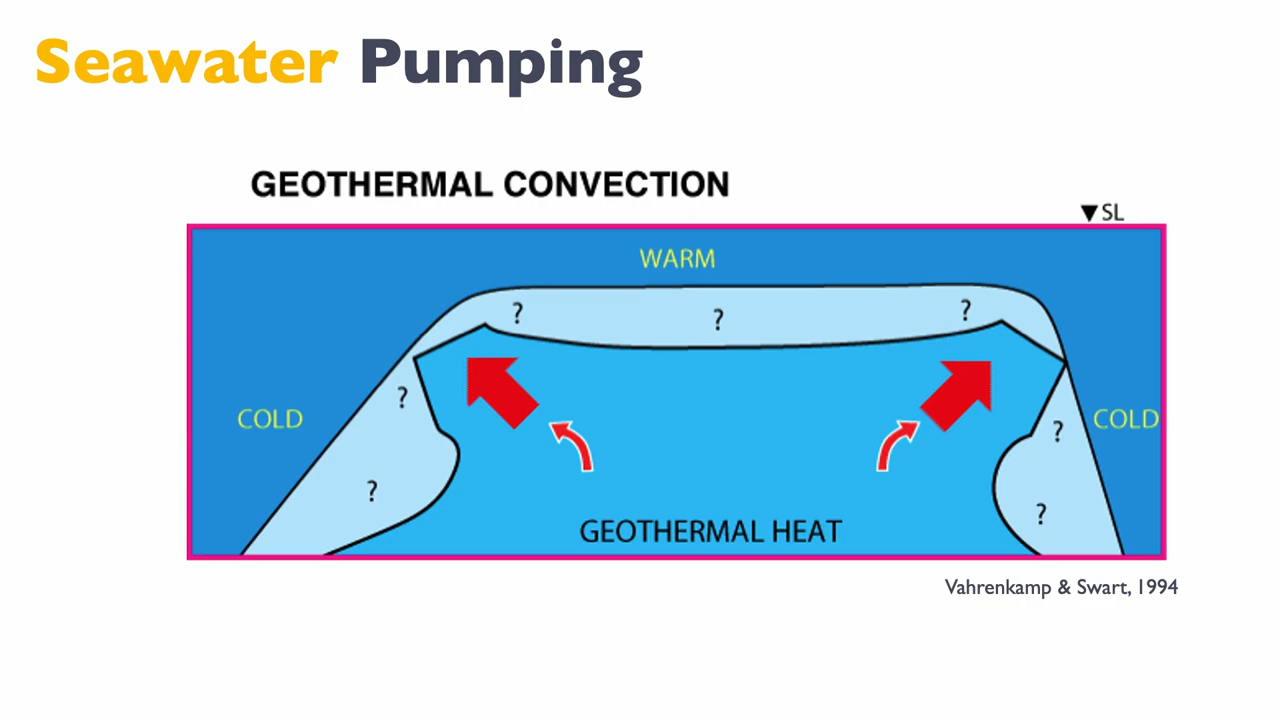 Seawater Pumping
GEOTHERMAL CONVECTION
▼SL
WARM
? ? ?
?
COLD
COLD
?
?
?
GEOTHERMAL HEAT
Vahrenkamp & Swart, 1994